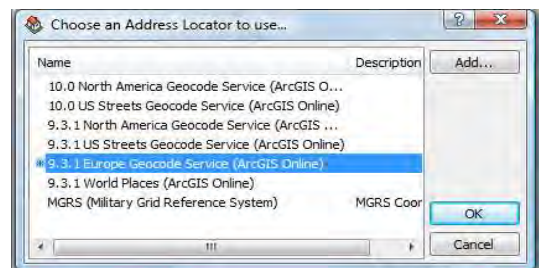 Choose an Address Locator to use...
Name Description Add...
10.0 North America Geocode Service (ArcGIS O...
10.0 US Streets Geocode Service (ArcGIS Online)
9.3.1 North America Geocode Service (ArcGIS ...
9.3.1 US Streets Geocode Service (ArcGIS Online)
9.3.1 Europe Geocode Service (ArcGIS Online)
9.3.1 World Places (ArcGIS Online)
MGRS (Military Grid Reference System) MGRS Coor
OK
Cancel